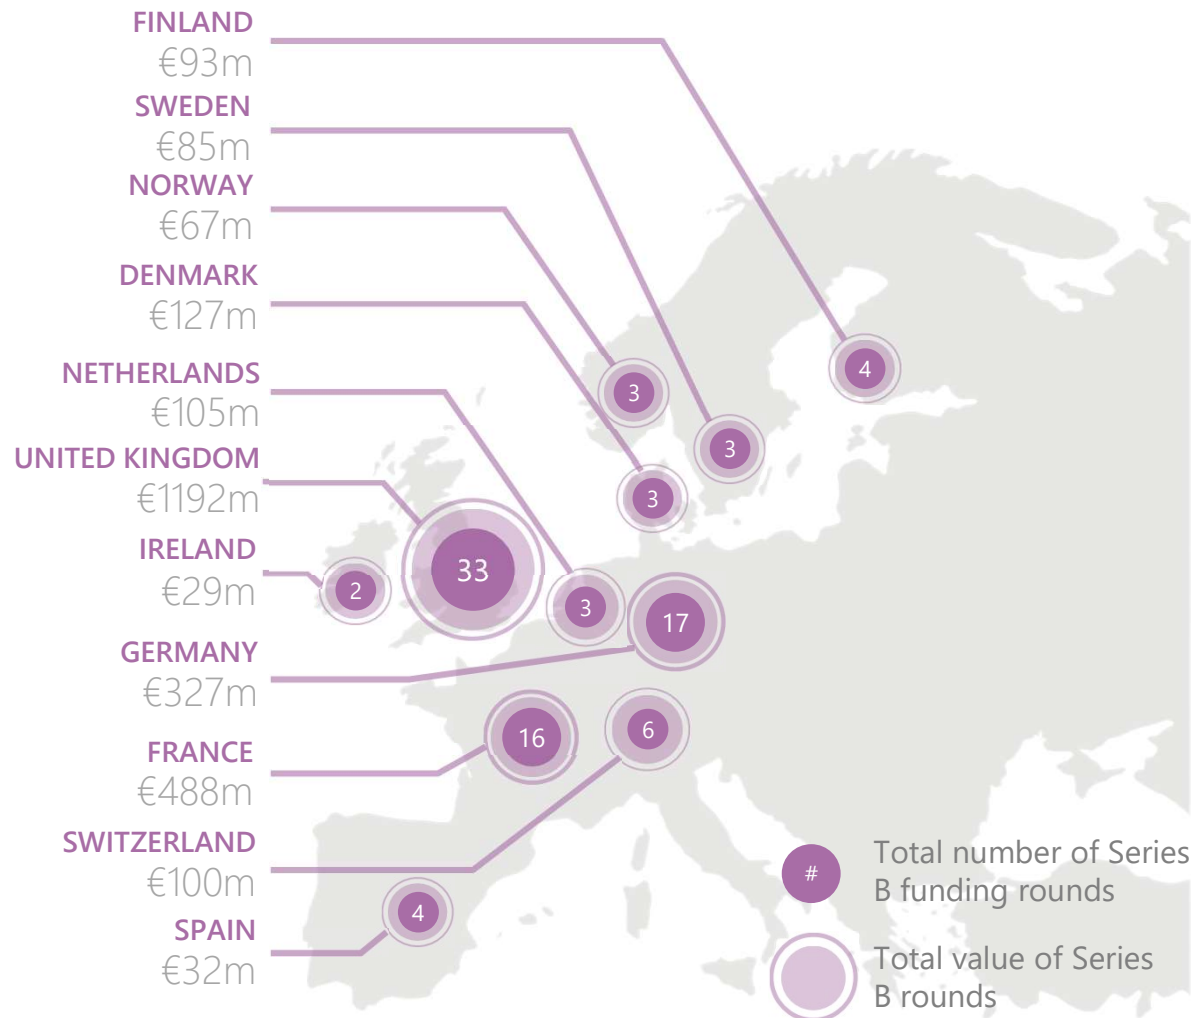 FINLAND
€93m
SWEDEN
€85m
NORWAY
€67m
DENMARK
€127m
NETHERLANDS
€105m
UNITED KINGDOM
€1192m
IRELAND
€29m
GERMANY
€327m
FRANCE
€488m
SWITZERLAND
€100m
SPAIN
€32m
4
3
3
3
33
2
3
17
16
6
4
#
Total number of Series
B funding rounds
Total value of Series
B rounds